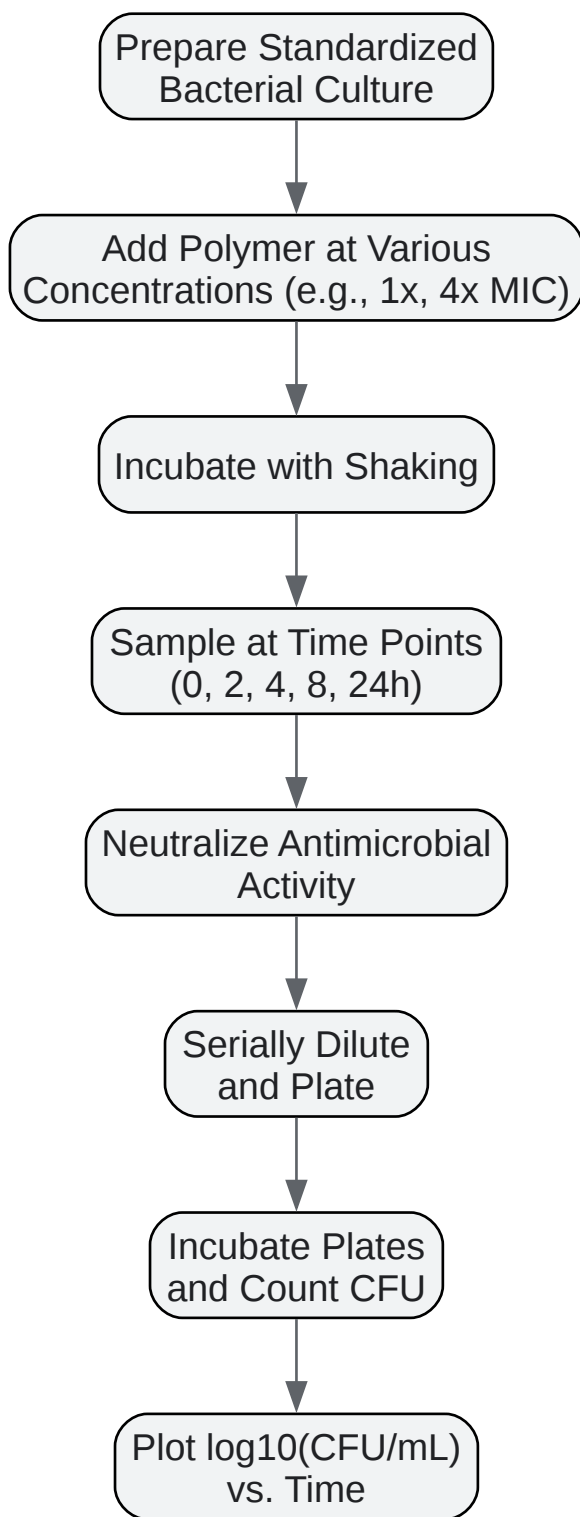 Prepare Standardized
Bacterial Culture
Add Polymer at Various
Concentrations (e.g., 1x, 4x MIC)
Incubate with Shaking
Sample at Time Points
(0, 2, 4, 8, 24h)
Neutralize Antimicrobial
Activity
Serially Dilute
and Plate
Incubate Plates
and Count CFU
Plot log10(CFU/mL)
vs. Time